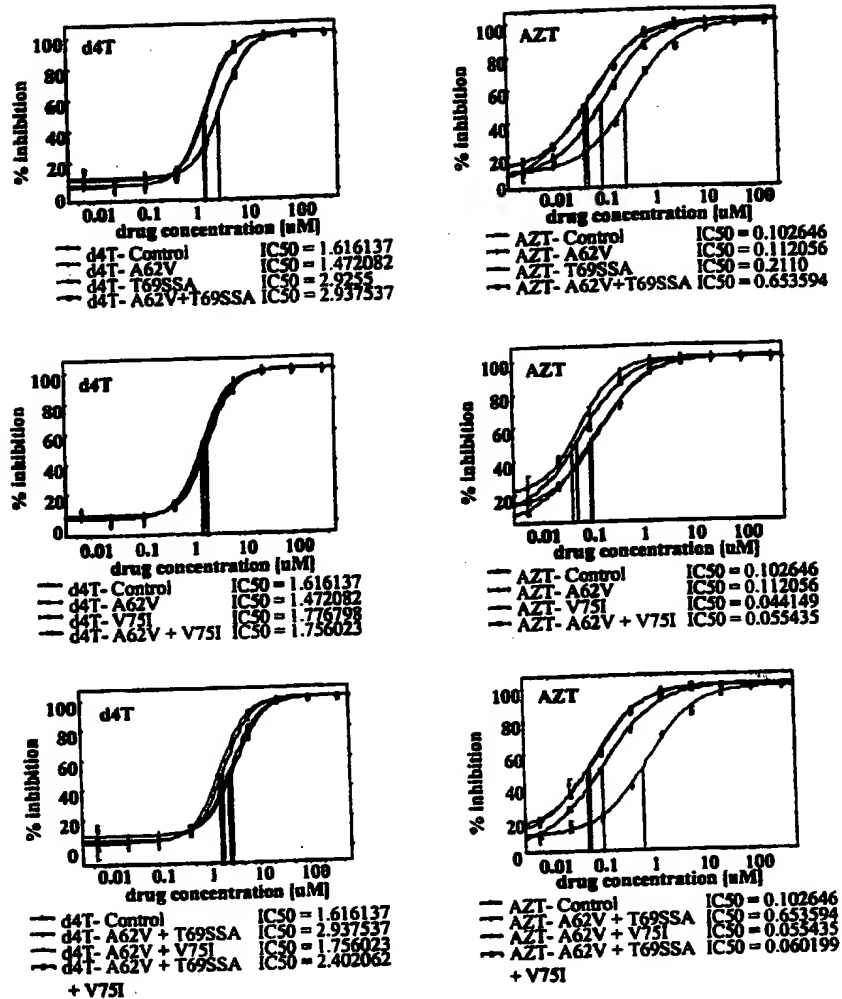 d4T
% inhibition
100
80
60
40
20
0
0.01 0.1 1 10 100
drug concentration [uM]
d4T- Control IC50 = 1.616137
d4T- A62V IC50 = 1.472082
d4T- T69SSA IC50 = 2.9255
d4T- A62V+T69SSA IC50 = 2.937537
AZT
% inhibition
100
80
60
40
20
0
0.01 0.1 1 10 100
drug concentration [uM]
AZT- Control IC50 = 0.102646
AZT- A62V IC50 = 0.112056
AZT- T69SSA IC50 = 0.2110
AZT- A62V+T69SSA IC50 = 0.653594
d4T
% inhibition
100
80
60
40
20
0
0.01 0.1 1 10 100
drug concentration [uM]
d4T- Control IC50 = 1.616137
d4T- A62V IC50 = 1.472082
d4T- V75I IC50 = 1.776798
d4T- A62V + V75I IC50 = 1.756023
AZT
% inhibition
100
80
60
40
20
0
0.01 0.1 1 10 100
drug concentration [uM]
AZT- Control IC50 = 0.102646
AZT- A62V IC50 = 0.112056
AZT- V75I IC50 = 0.044149
AZT- A62V + V75I IC50 = 0.055435
d4T
% inhibition
100
80
60
40
20
0
0.01 0.1 1 10 100
drug concentration [uM]
d4T- Control IC50 = 1.616137
d4T- A62V + T69SSA IC50 = 2.937537
d4T- A62V + V75I IC50 = 1.756023
d4T- A62V + T69SSA IC50 = 2.402062
+ V75I
AZT
% inhibition
100
80
60
40
20
0
0.01 0.1 1 10 100
drug concentration [uM]
AZT- Control IC50 = 0.102646
AZT- A62V + T69SSA IC50 = 0.653594
AZT- A62V + V75I IC50 = 0.055435
AZT- A62V + T69SSA IC50 = 0.060199
+ V75I